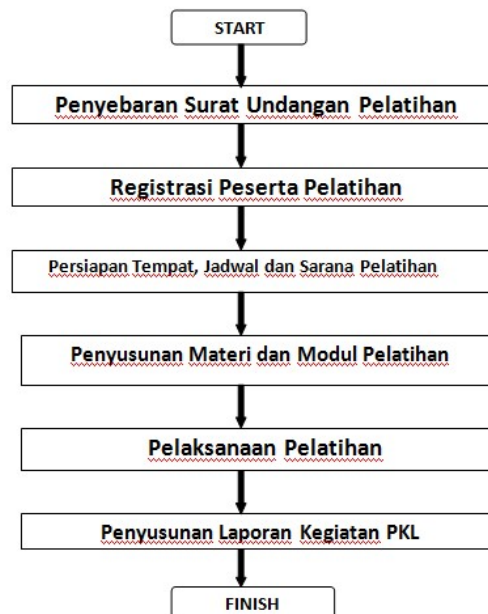 START
Penyebaran Surat Undangan Pelatihan
Registrasi Peserta Pelatihan
Persiapan Tempat, Jadwal dan Sarana Pelatihan
Penyusunan Materi dan Modul Pelatihan
Pelaksanaan Pelatihan
Penyusunan Laporan Kegiatan PKL
FINISH